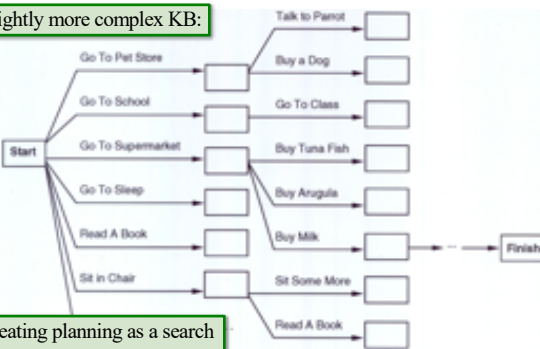 ightly more complex KB:
Talk to Parrot
Go To Pet Store
Buy a Dog
Go To School
Go To Class
Start
Go To Supermarket
Buy Tuna Fish
Go To Sleep
Buy Arugula
Read A Book
Buy Milk
...
Finish
Sit in Chair
Sit Some More
Read A Book
eating planning as a search